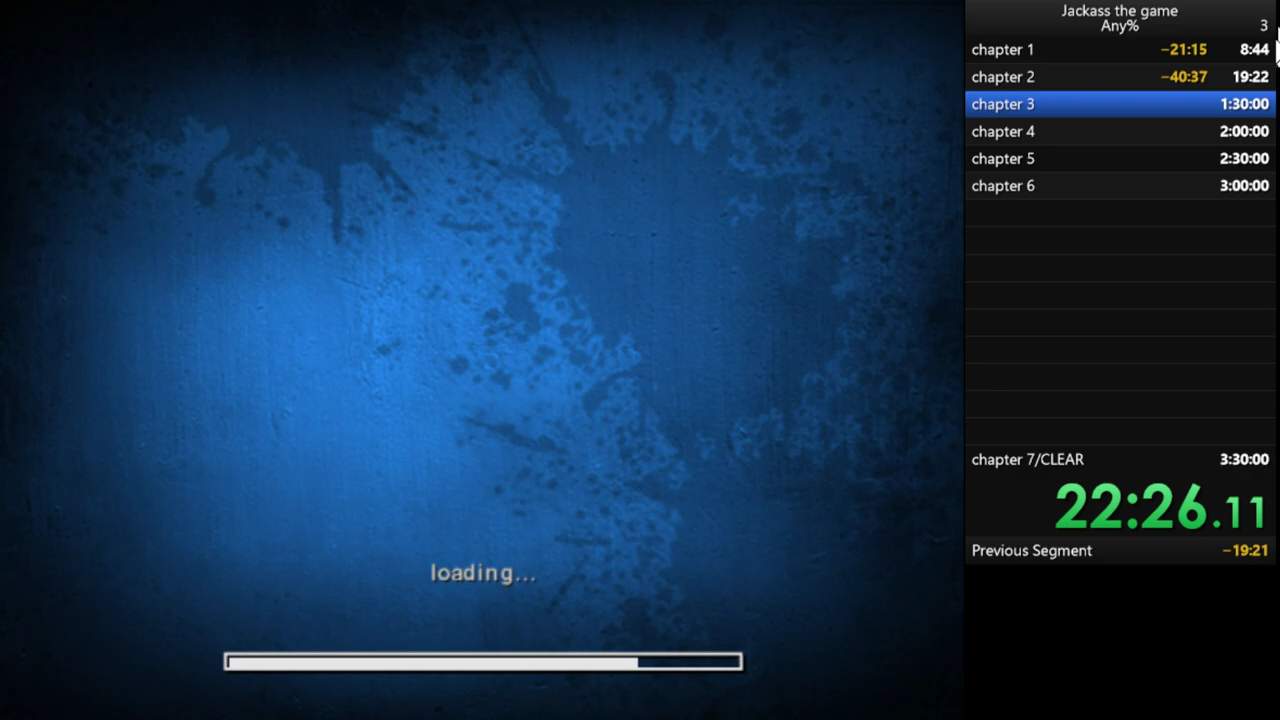 Jackass the game
Any% 3
chapter 1 −21:15 8:44
chapter 2 −40:37 19:22
chapter 3 1:30:00
chapter 4 2:00:00
chapter 5 2:30:00
chapter 6 3:00:00
chapter 7/CLEAR 3:30:00
22:26.11
Previous Segment −19:21
loading...